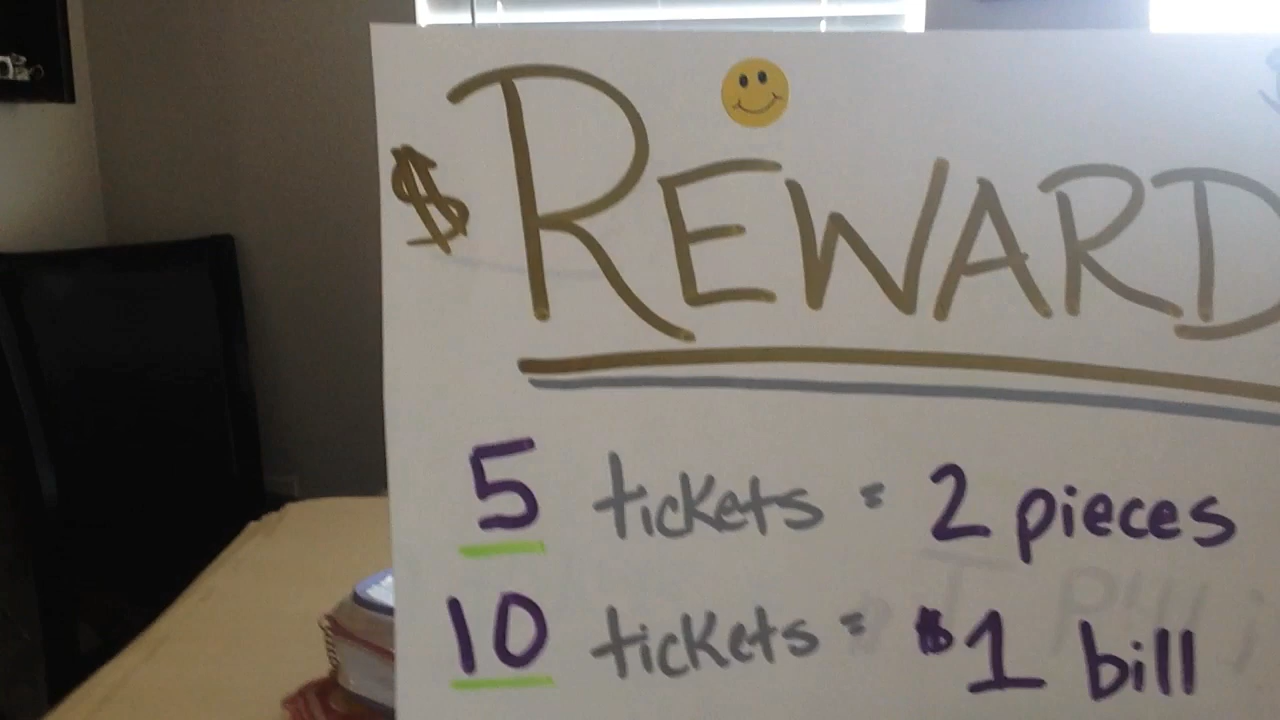 $ REWARD
5 tickets = 2 pieces
10 tickets = $1 bill